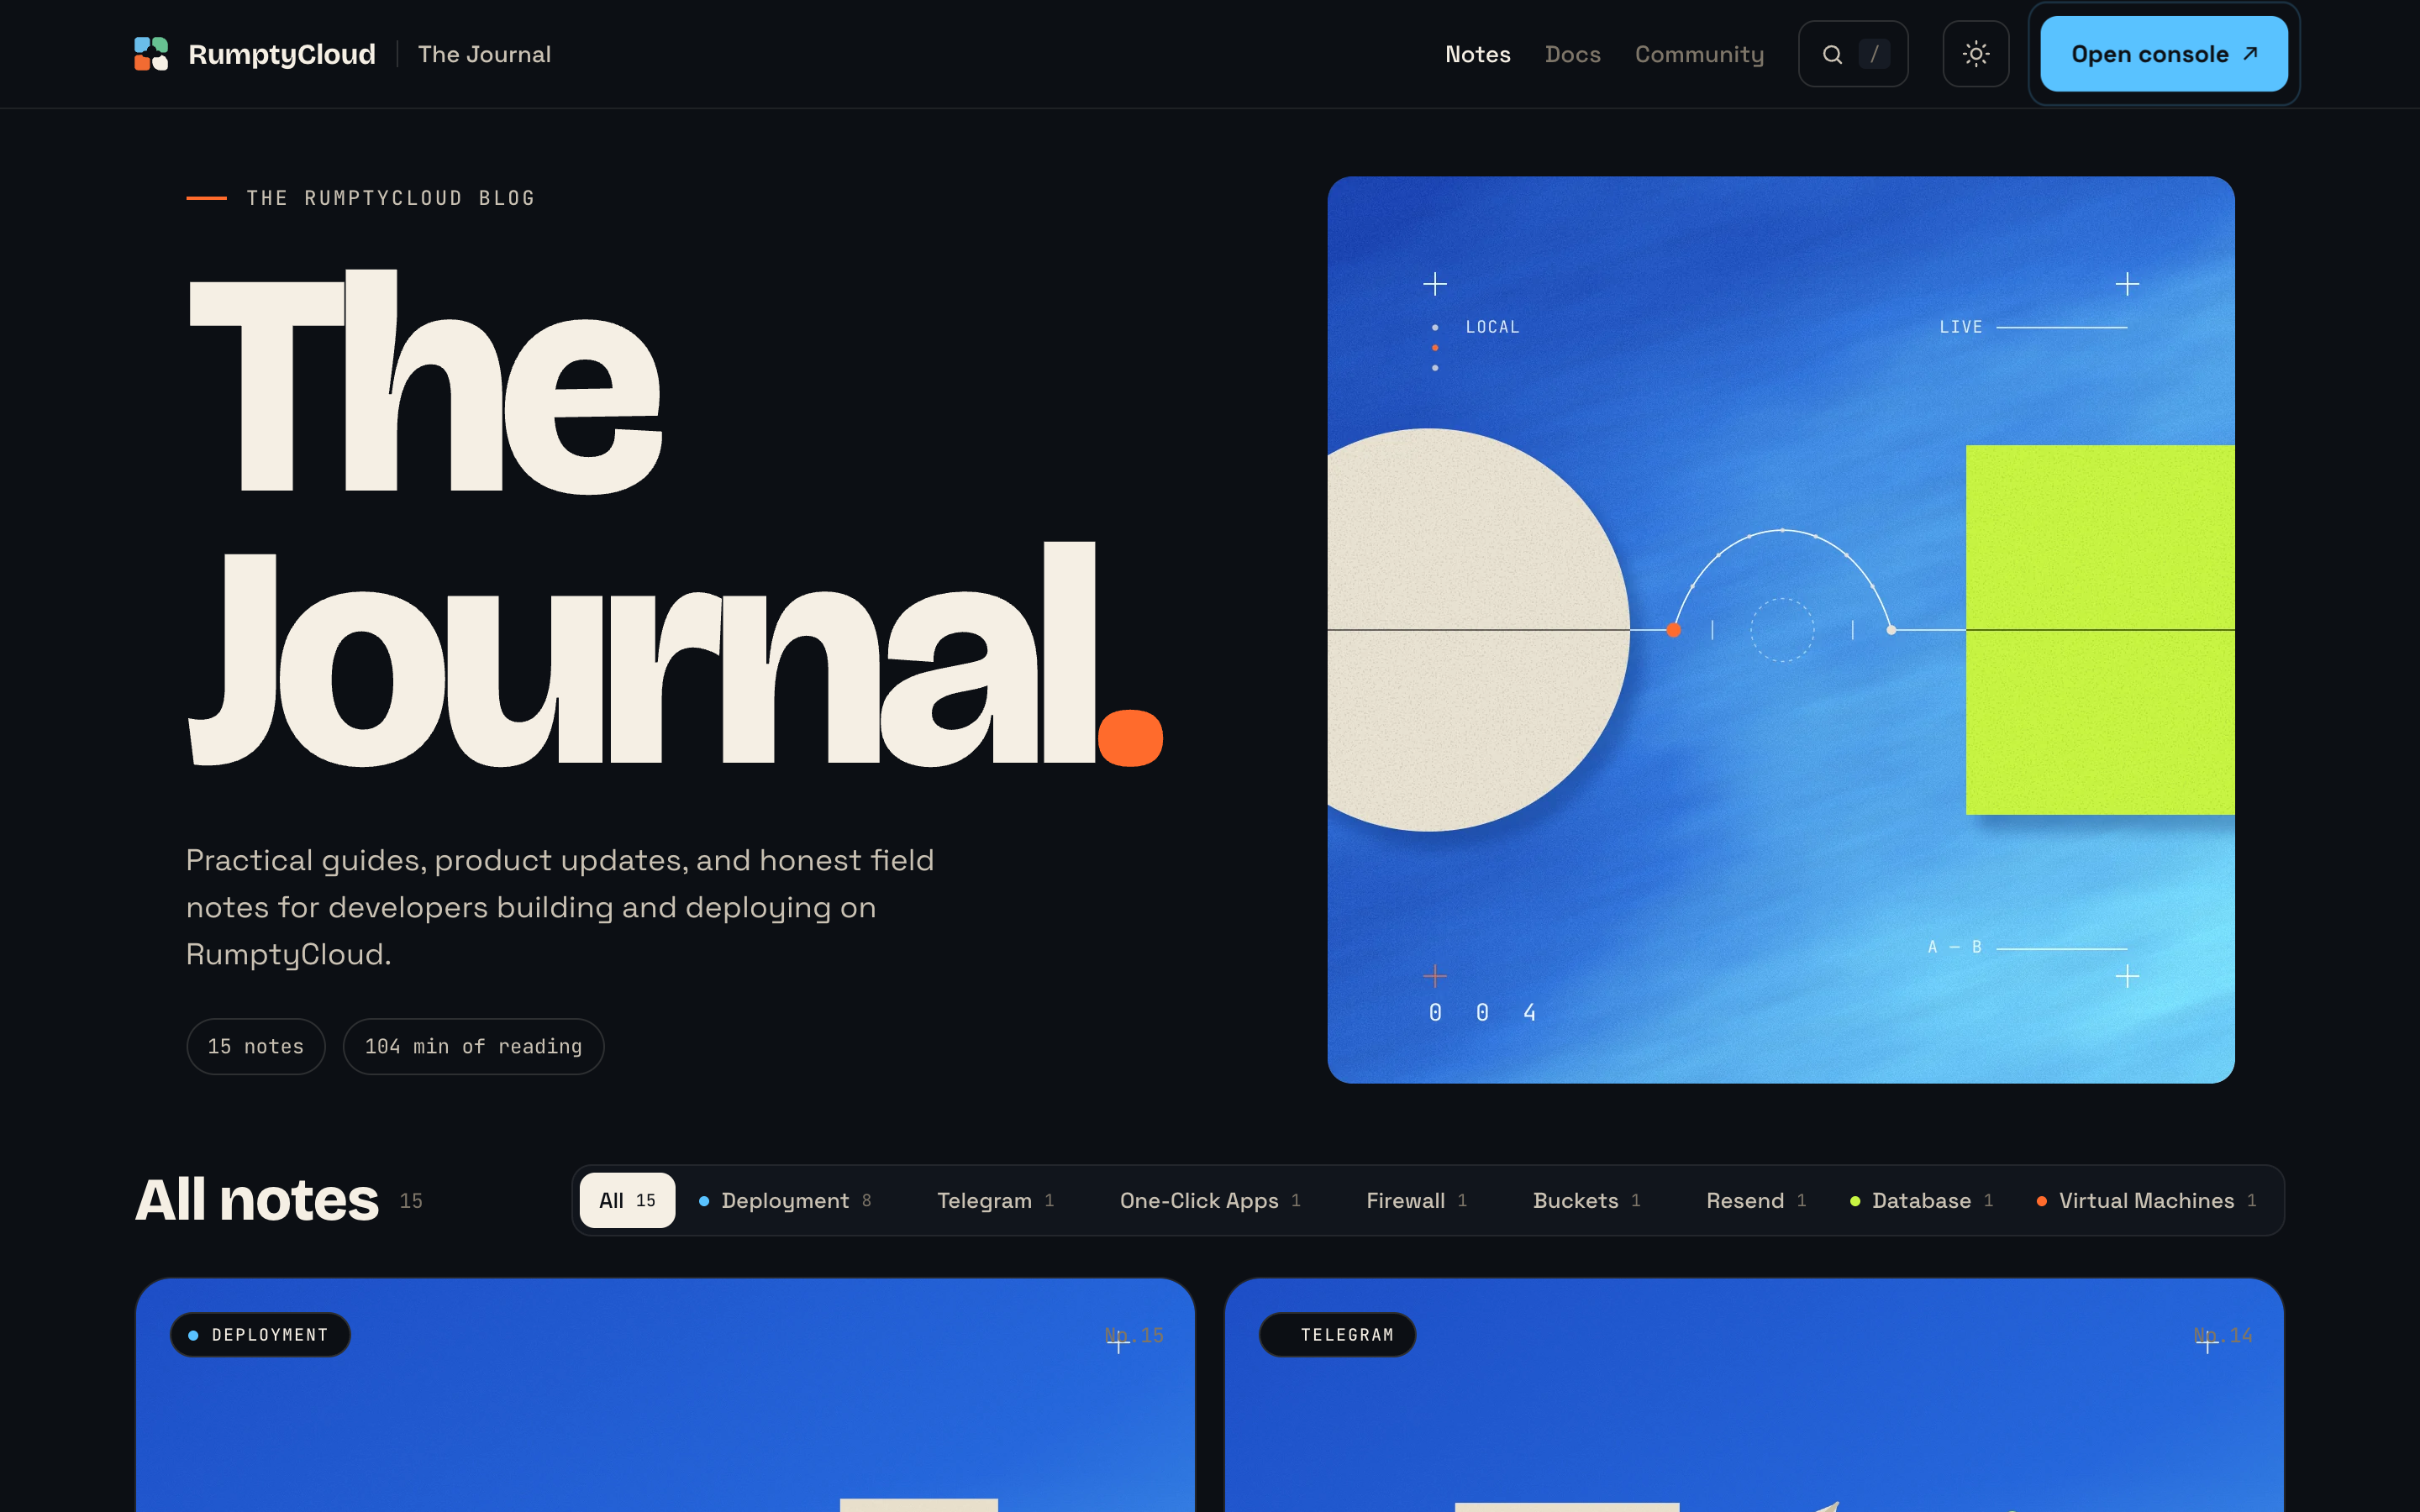 RumptyCloud The Journal Notes Docs Community / Open console ↗
THE RUMPTYCLOUD BLOG
The
Journal.
Practical guides, product updates, and honest field
notes for developers building and deploying on
RumptyCloud.
15 notes 104 min of reading
LOCAL LIVE
A — B
0 0 4
All notes 15
All 15 Deployment 8 Telegram 1 One-Click Apps 1 Firewall 1 Buckets 1 Resend 1 Database 1 Virtual Machines 1
DEPLOYMENT No.15
TELEGRAM No.14